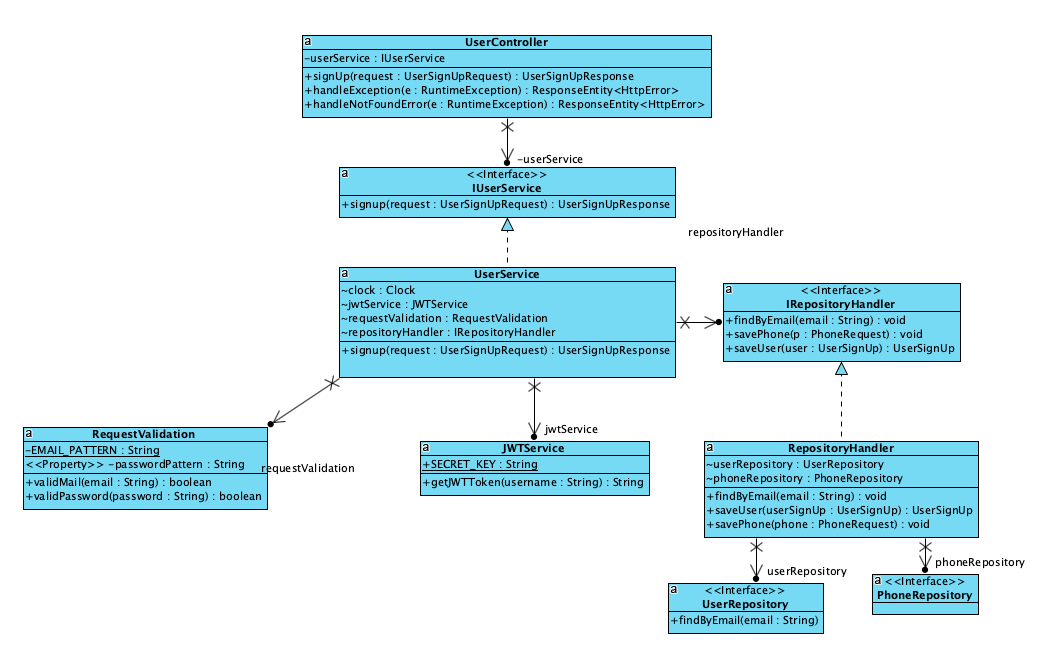 a
UserController
-userService : IUserService
+signUp(request : UserSignUpRequest) : UserSignUpResponse
+handleException(e : RuntimeException) : ResponseEntity<HttpError>
+handleNotFoundError(e : RuntimeException) : ResponseEntity<HttpError>
-userService
a
<<Interface>>
IUserService
+signup(request : UserSignUpRequest) : UserSignUpResponse
repositoryHandler
a
UserService
~clock : Clock
~jwtService : JWTService
~requestValidation : RequestValidation
~repositoryHandler : IRepositoryHandler
+signup(request : UserSignUpRequest) : UserSignUpResponse
a
<<Interface>>
IRepositoryHandler
+findByEmail(email : String) : void
+savePhone(p : PhoneRequest) : void
+saveUser(user : UserSignUp) : UserSignUp
a
RequestValidation
-EMAIL_PATTERN : String
<<Property>> -passwordPattern : String
+validMail(email : String) : boolean
+validPassword(password : String) : boolean
requestValidation
jwtService
a
JWTService
+SECRET_KEY : String
+getJWTToken(username : String) : String
a
RepositoryHandler
~userRepository : UserRepository
~phoneRepository : PhoneRepository
+findByEmail(email : String) : void
+saveUser(userSignUp : UserSignUp) : UserSignUp
+savePhone(phone : PhoneRequest) : void
userRepository
phoneRepository
a
<<Interface>>
UserRepository
+findByEmail(email : String)
a
<<Interface>>
PhoneRepository